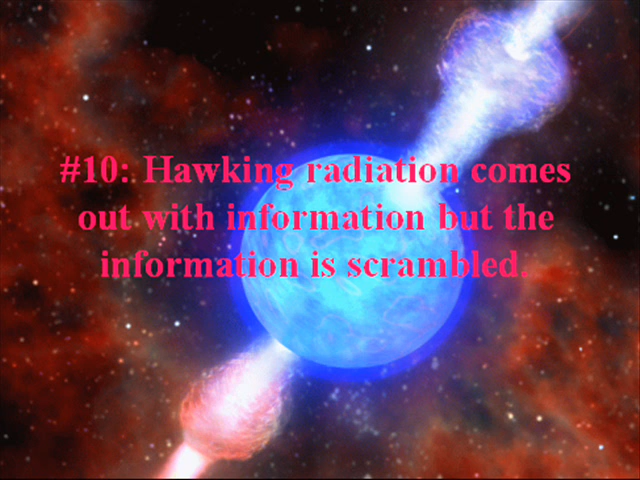 #10: Hawking radiation comes
out with information but the
information is scrambled.